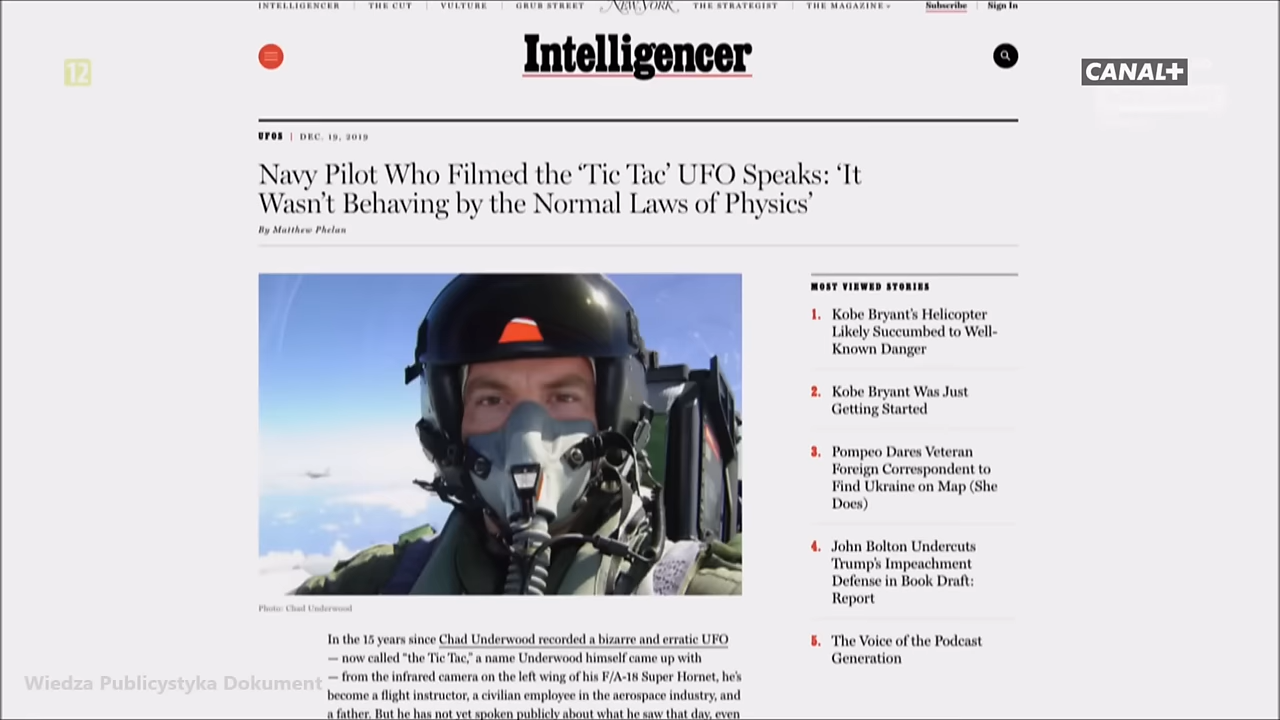 INTELLIGENCER | THE CUT | VULTURE | GRUB STREET NEW YORK THE STRATEGIST | THE MAGAZINE Subscribe Sign In
12
Intelligencer
CANAL+
UFOS | DEC. 19, 2019
Navy Pilot Who Filmed the ‘Tic Tac’ UFO Speaks: ‘It
Wasn’t Behaving by the Normal Laws of Physics’
By Matthew Phelan
MOST VIEWED STORIES
1. Kobe Bryant’s Helicopter
Likely Succumbed to Well-
Known Danger
2. Kobe Bryant Was Just
Getting Started
3. Pompeo Dares Veteran
Foreign Correspondent to
Find Ukraine on Map (She
Does)
4. John Bolton Undercuts
Trump’s Impeachment
Defense in Book Draft:
Report
5. The Voice of the Podcast
Generation
Photo: Chad Underwood
In the 15 years since Chad Underwood recorded a bizarre and erratic UFO
— now called “the Tic Tac,” a name Underwood himself came up with
— from the infrared camera on the left wing of his F/A-18 Super Hornet, he’s
become a flight instructor, a civilian employee in the aerospace industry, and
a father. But he has not yet spoken publicly about what he saw that day, even
Wiedza Publicystyka Dokument